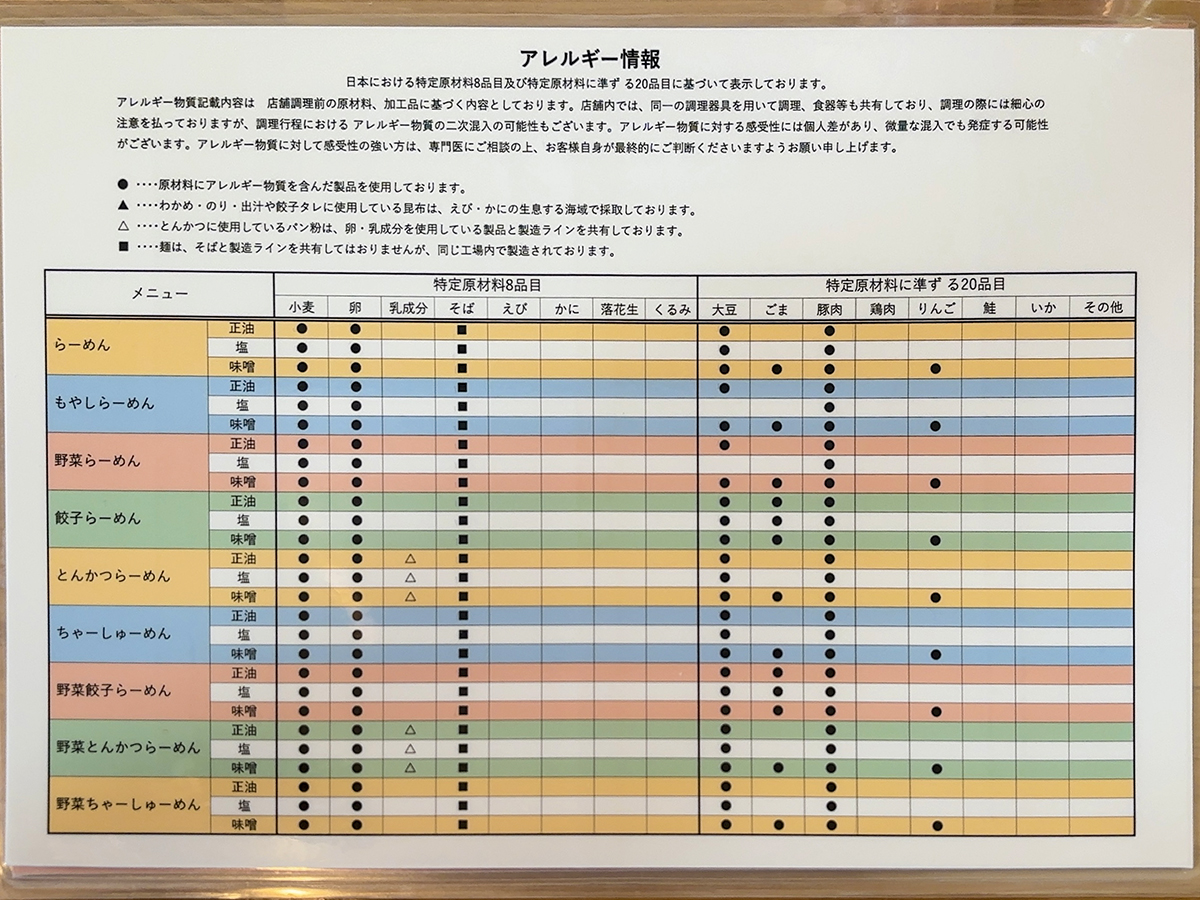 アレルギー情報
日本における特定原材料8品目及び特定原材料に準ず る20品目に基づいて表示しております。
アレルギー物質記載内容は　店舗調理前の原材料、加工品に基づく内容としております。店舗内では、同一の調理器具を用いて調理、食器等も共有しており、調理の際には細心の
注意を払っておりますが、調理行程における アレルギー物質の二次混入の可能性もございます。アレルギー物質に対する感受性には個人差があり、微量な混入でも発症する可能性
がございます。アレルギー物質に対して感受性の強い方は、専門医にご相談の上、お客様自身が最終的にご判断くださいますようお願い申し上げます。
● ････原材料にアレルギー物質を含んだ製品を使用しております。
▲ ････わかめ・のり・出汁や餃子タレに使用している昆布は、えび・かにの生息する海域で採取しております。
△ ････とんかつに使用しているパン粉は、卵・乳成分を使用している製品と製造ラインを共有しております。
■ ････麺は、そばと製造ラインを共有してはおりませんが、同じ工場内で製造されております。
メニュー 特定原材料8品目 特定原材料に準ず る20品目
小麦 卵 乳成分 そば えび かに 落花生 くるみ 大豆 ごま 豚肉 鶏肉 りんご 鮭 いか その他
らーめん 正油 ● ● ■ ● ●
塩 ● ● ■ ● ●
味噌 ● ● ■ ● ● ● ●
もやしらーめん 正油 ● ● ■ ● ●
塩 ● ● ■ ●
味噌 ● ● ■ ● ● ● ●
野菜らーめん 正油 ● ● ■ ● ●
塩 ● ● ■ ●
味噌 ● ● ■ ● ● ● ●
餃子らーめん 正油 ● ● ■ ● ● ●
塩 ● ● ■ ● ● ●
味噌 ● ● ■ ● ● ● ●
とんかつらーめん 正油 ● ● △ ■ ● ●
塩 ● ● △ ■ ● ●
味噌 ● ● △ ■ ● ● ● ●
ちゃーしゅーめん 正油 ● ● ■ ● ●
塩 ● ● ■ ● ●
味噌 ● ● ■ ● ● ● ●
野菜餃子らーめん 正油 ● ● ■ ● ● ●
塩 ● ● ■ ● ● ●
味噌 ● ● ■ ● ● ● ●
野菜とんかつらーめん 正油 ● ● △ ■ ● ●
塩 ● ● △ ■ ● ●
味噌 ● ● △ ■ ● ● ● ●
野菜ちゃーしゅーめん 正油 ● ● ■ ● ●
塩 ● ● ■ ● ●
味噌 ● ● ■ ● ● ● ●